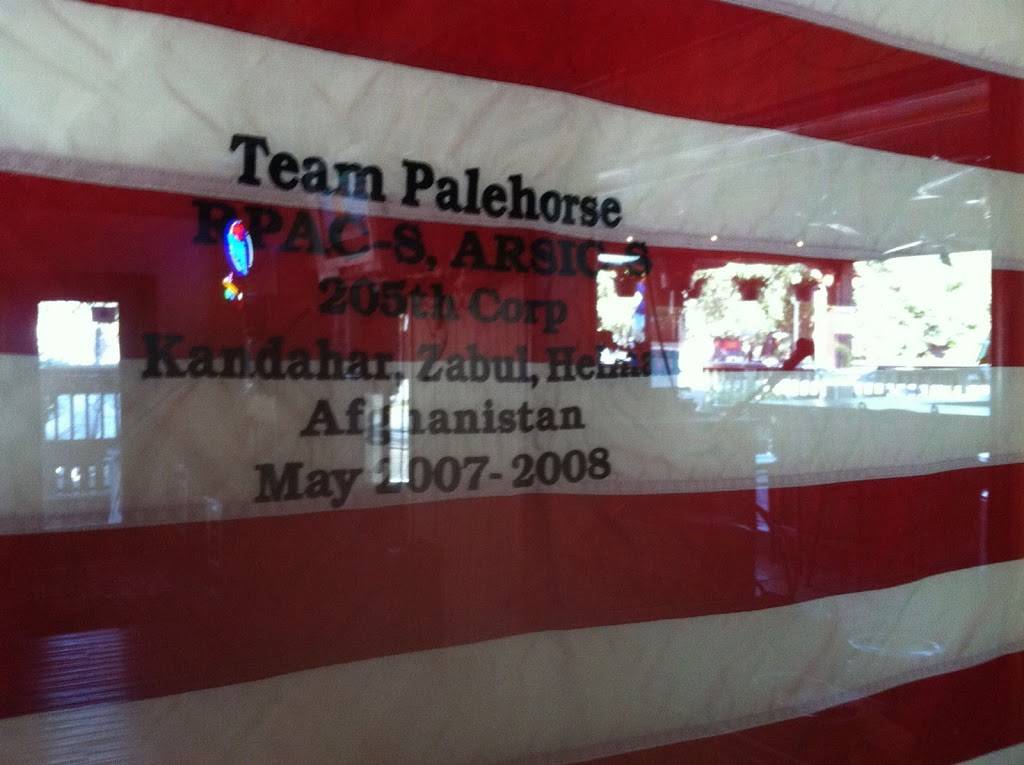 Team Palehorse
RPAC-S, ARSIC-S
205th Corp
Kandahar, Zabul,
Afghanistan
May 2007-2008